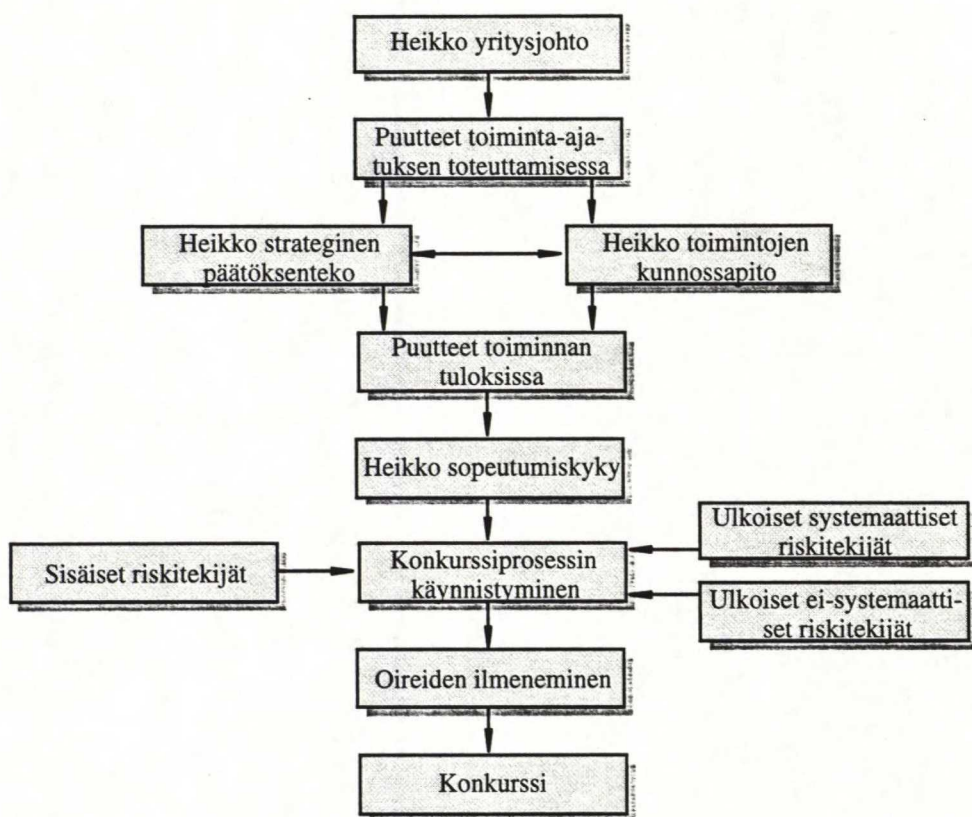 Heikko yritysjohto
Puutteet toiminta-aja-
tuksen toteuttamisessa
Heikko strateginen
päätöksenteko
Heikko toimintojen
kunnossapito
Puutteet toiminnan
tuloksissa
Heikko sopeutumiskyky
Ulkoiset systemaattiset
riskitekijät
Sisäiset riskitekijät
Konkurssiprosessin
käynnistyminen
Ulkoiset ei-systemaatti-
set riskitekijät
Oireiden ilmeneminen
Konkurssi